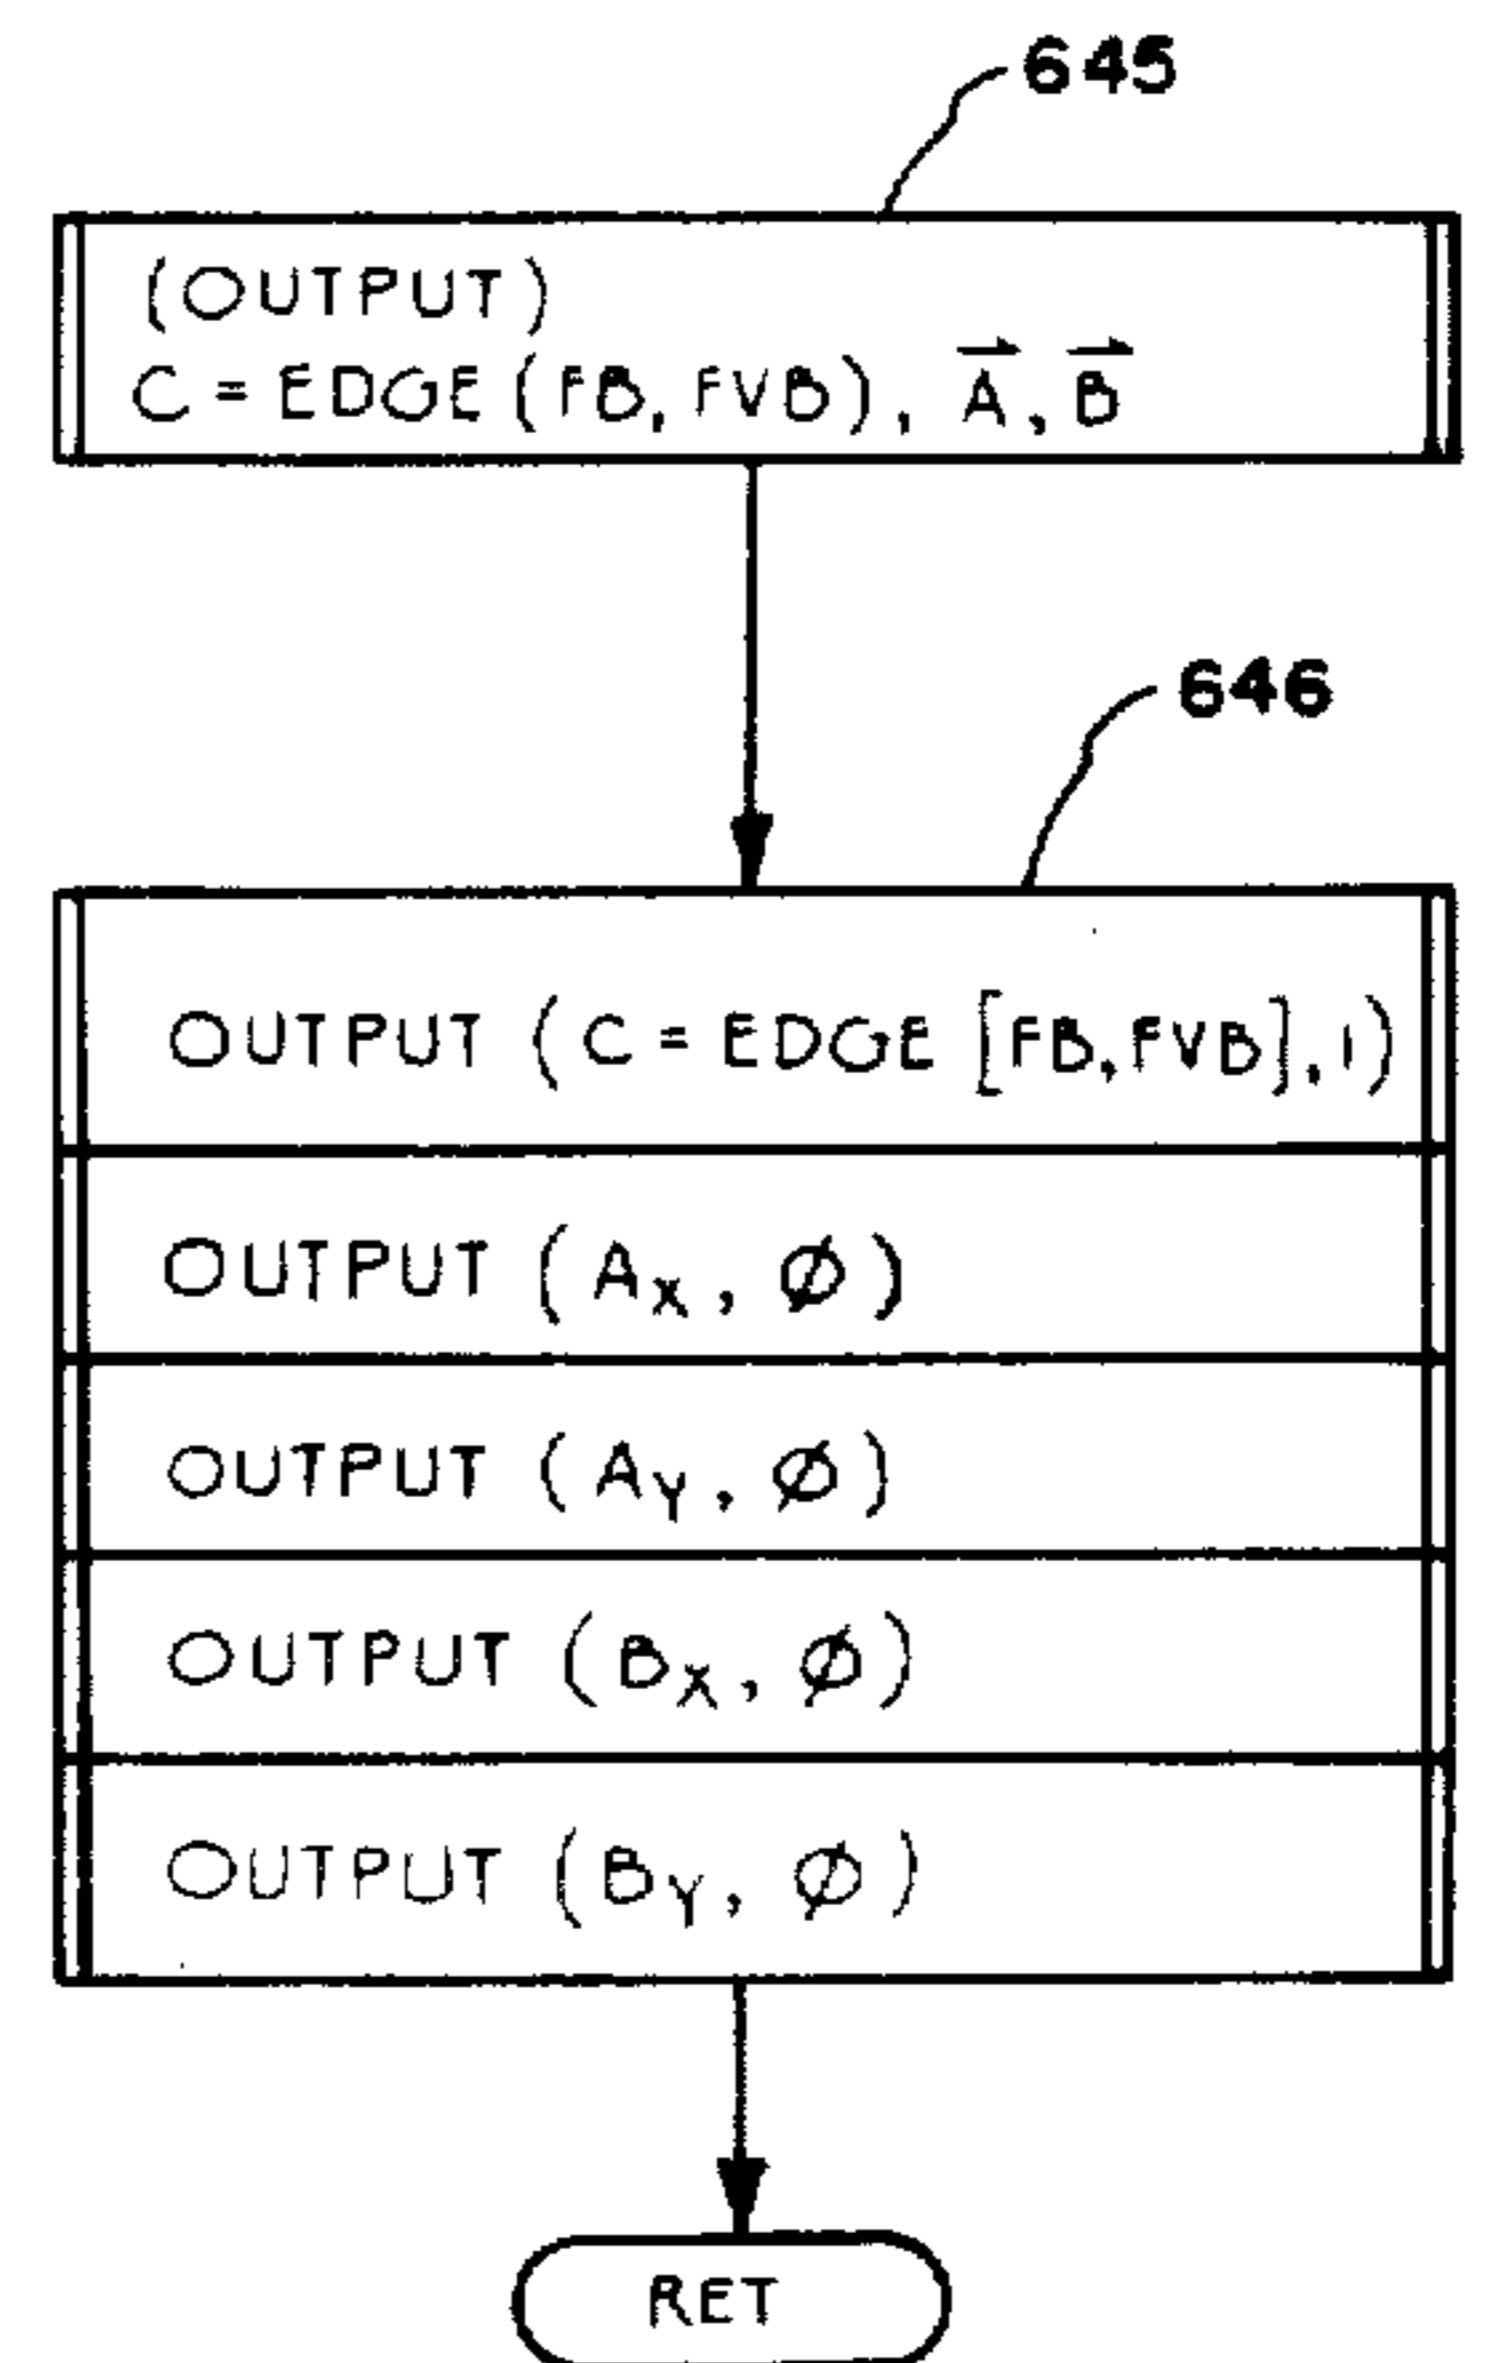 645
(OUTPUT)
C = EDGE (FB, FVB), A⃗, B⃗
646
OUTPUT (C = EDGE [FB, FVB], 1)
OUTPUT (Aₓ, Ø)
OUTPUT (AY, Ø)
OUTPUT (BX, Ø)
OUTPUT (BY, Ø)
RET